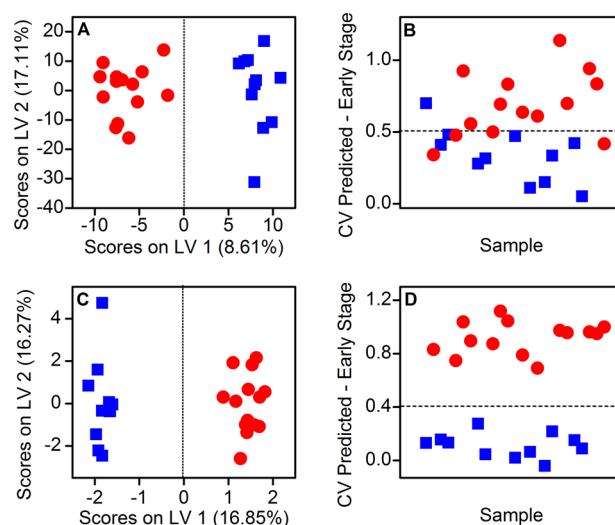 A
Scores on LV 2 (17.11%)
20
10
0
-10
-20
-30
-40
-10
-5
0
5
10
Scores on LV 1 (8.61%)
B
CV Predicted - Early Stage
1.0
0.5
0.0
Sample
C
Scores on LV 2 (16.27%)
4
2
0
-2
-2
-1
0
1
2
Scores on LV 1 (16.85%)
D
CV Predicted - Early Stage
1.2
0.8
0.4
0.0
Sample